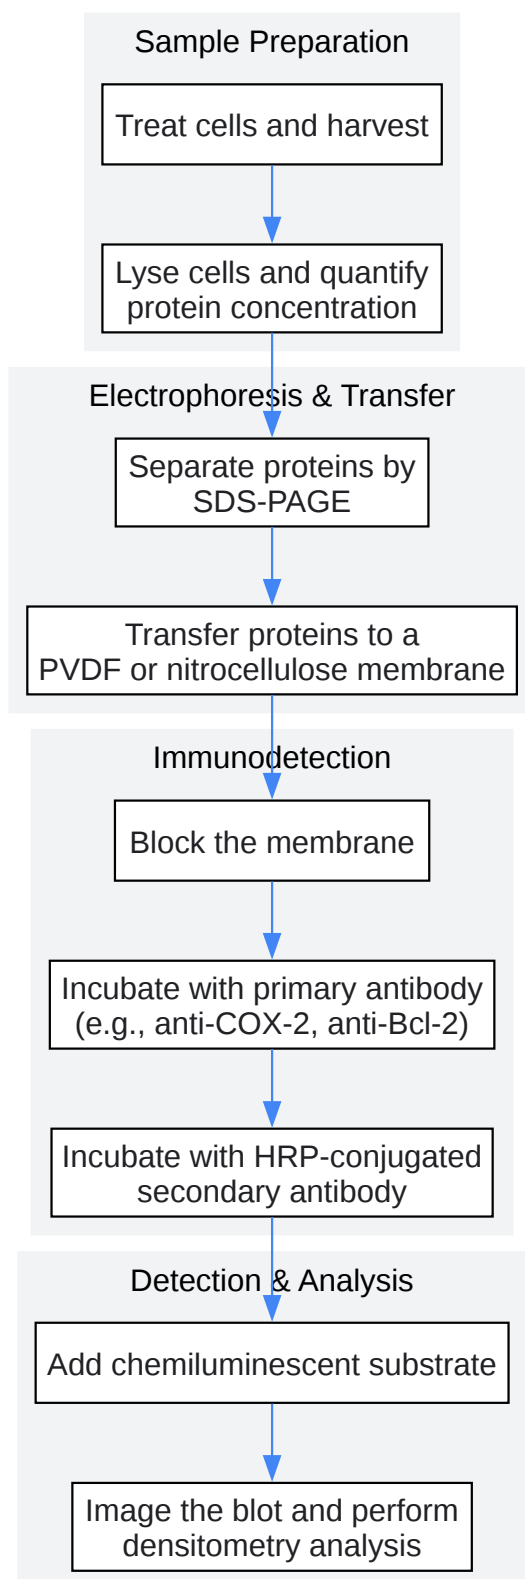 Sample Preparation
Treat cells and harvest
Lyse cells and quantify
protein concentration
Electrophoresis & Transfer
Separate proteins by
SDS-PAGE
Transfer proteins to a
PVDF or nitrocellulose membrane
Immunodetection
Block the membrane
Incubate with primary antibody
(e.g., anti-COX-2, anti-Bcl-2)
Incubate with HRP-conjugated
secondary antibody
Detection & Analysis
Add chemiluminescent substrate
Image the blot and perform
densitometry analysis